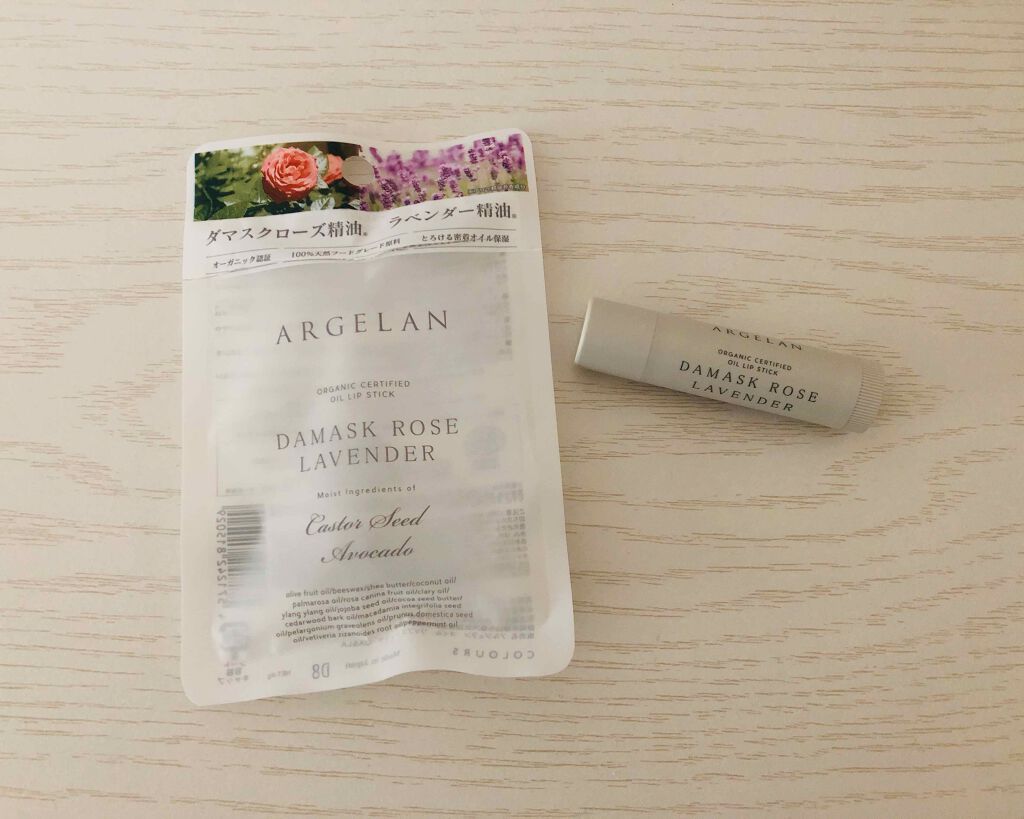 ダマスクローズ精油※ ラベンダー精油※
オーガニック認証 100%天然フードグレード原料 とろける密着オイル保湿
ARGELAN
ORGANIC CERTIFIED
OIL LIP STICK
DAMASK ROSE
LAVENDER
Moist Ingredients of
Castor Seed
Avocado
olive fruit oil/beeswax/shea butter/coconut oil/
palmarosa oil/rosa canina fruit oil/clary oil/
ylang ylang oil/jojoba seed oil/cocoa seed butter/
cedarwood bark oil/macadamia integrifolia seed
oil/pelargonium graveolens oil/prunus domestica seed
oil/vetiveria zizanoides root oil/peppermint oil
COLOURS
Made in Japan
ARGELAN
ORGANIC CERTIFIED
OIL LIP STICK
DAMASK ROSE
LAVENDER